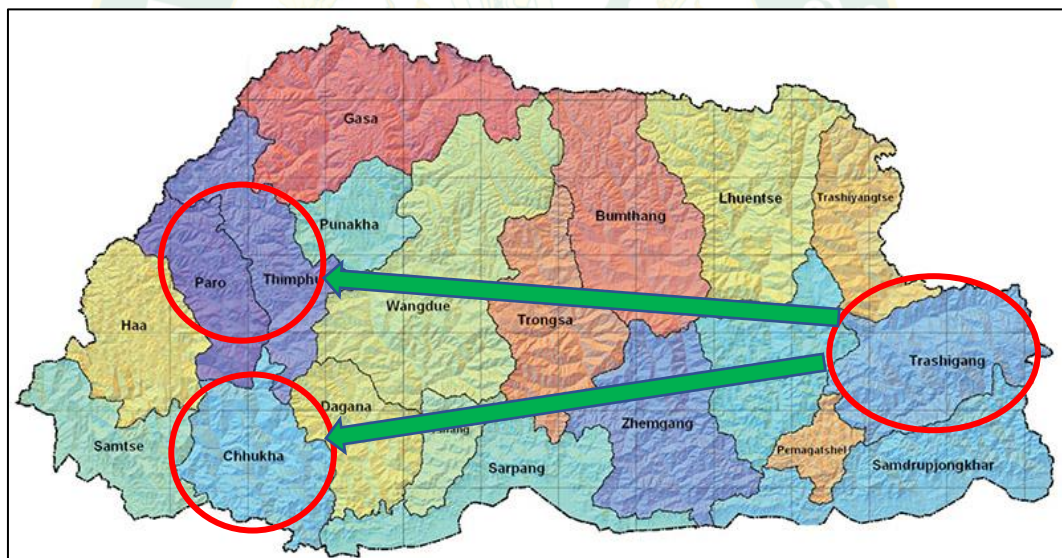 Gasa
Punakha
Paro
Thimphu
Haa
Wangdue
Trongsa
Bumthang
Lhuentse
Trashiyangtse
Trashigang
Samtse
Chhukha
Dagana
Sarpang
Zhemgang
Pemagatshel
Samdrupjongkhar